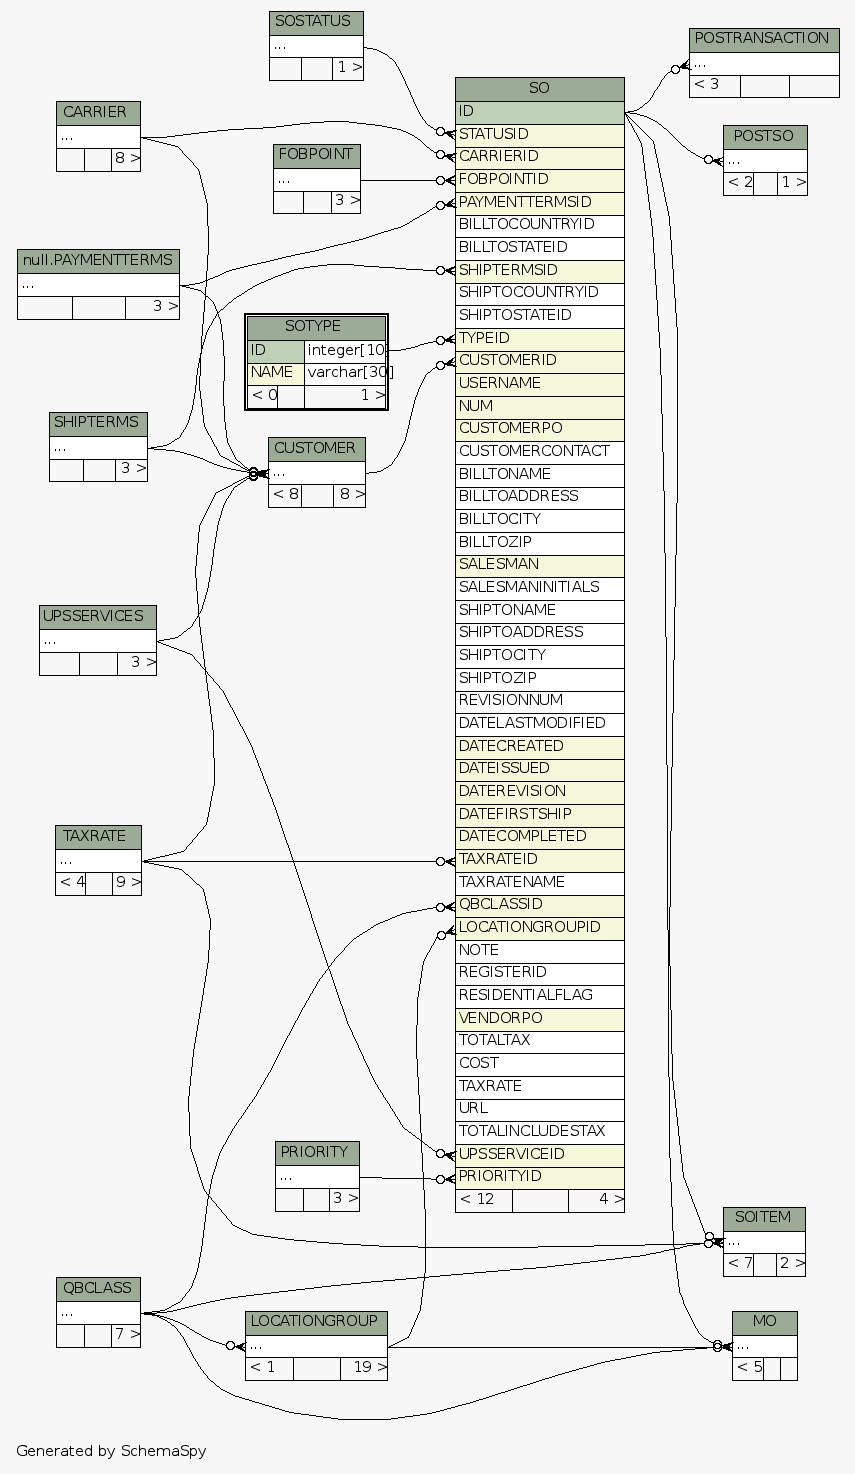 SOSTATUS
...
1 >
POSTRANSACTION
...
< 3
CARRIER
...
8 >
FOBPOINT
...
3 >
POSTSO
...
< 2 1 >
null.PAYMENTTERMS
...
3 >
SOTYPE
ID integer[10
NAME varchar[30]
< 0 1 >
SHIPTERMS
...
3 >
CUSTOMER
...
< 8 8 >
UPSSERVICES
...
3 >
TAXRATE
...
< 4 9 >
SO
ID
STATUSID
CARRIERID
FOBPOINTID
PAYMENTTERMSID
BILLTOCOUNTRYID
BILLTOSTATEID
SHIPTERMSID
SHIPTOCOUNTRYID
SHIPTOSTATEID
TYPEID
CUSTOMERID
USERNAME
NUM
CUSTOMERPO
CUSTOMERCONTACT
BILLTONAME
BILLTOADDRESS
BILLTOCITY
BILLTOZIP
SALESMAN
SALESMANINITIALS
SHIPTONAME
SHIPTOADDRESS
SHIPTOCITY
SHIPTOZIP
REVISIONNUM
DATELASTMODIFIED
DATECREATED
DATEISSUED
DATEREVISION
DATEFIRSTSHIP
DATECOMPLETED
TAXRATEID
TAXRATENAME
QBCLASSID
LOCATIONGROUPID
NOTE
REGISTERID
RESIDENTIALFLAG
VENDORPO
TOTALTAX
COST
TAXRATE
URL
TOTALINCLUDESTAX
UPSSERVICEID
PRIORITYID
< 12 4 >
PRIORITY
...
3 >
SOITEM
...
< 7 2 >
QBCLASS
...
7 >
LOCATIONGROUP
...
< 1 19 >
MO
...
< 5
Generated by SchemaSpy